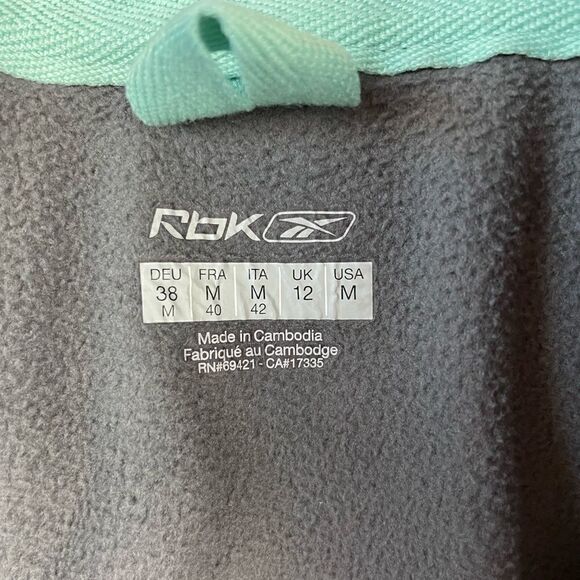 Rbk
DEU FRA ITA UK USA
38 M M 12 M
M 40 42
Made in Cambodia
Fabriqué au Cambodge
RN#69421 - CA#17335